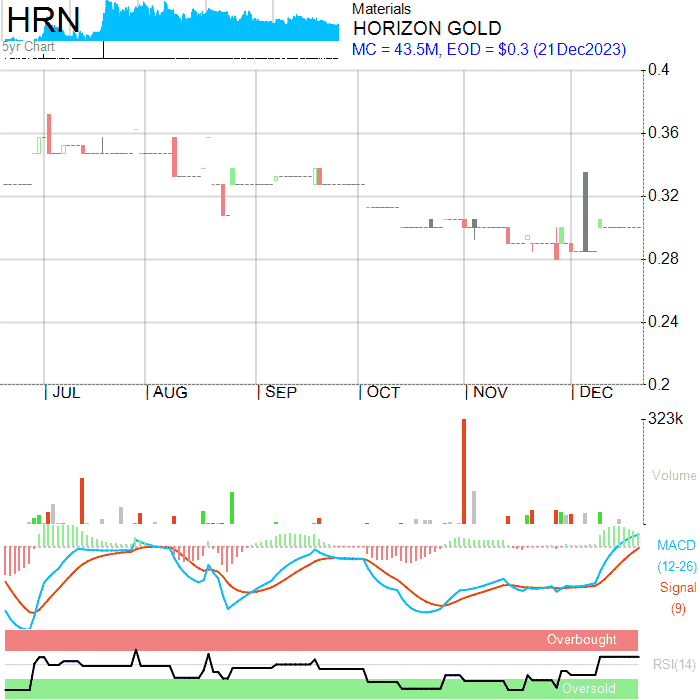 HRN
5yr Chart
Materials
HORIZON GOLD
MC = 43.5M, EOD = $0.3 (21Dec2023)
0.4
0.36
0.32
0.28
0.24
0.2
JUL AUG SEP OCT NOV DEC
323k
Volume
MACD
(12-26)
Signal
(9)
Overbought
RSI(14)
Oversold